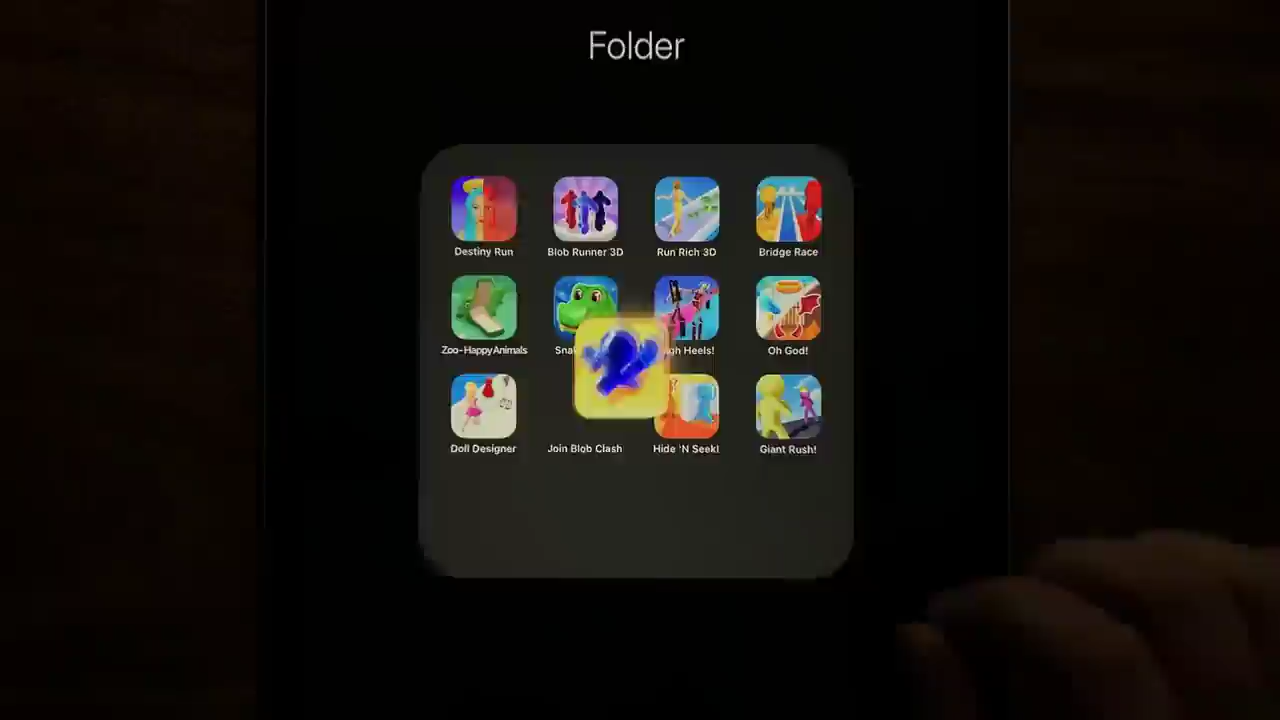 Folder
Destiny Run
Blob Runner 3D
Run Rich 3D
Bridge Race
Zoo-HappyAnimals
Oh God!
Doll Designer
Join Blob Clash
Hide 'N Seek!
Giant Rush!